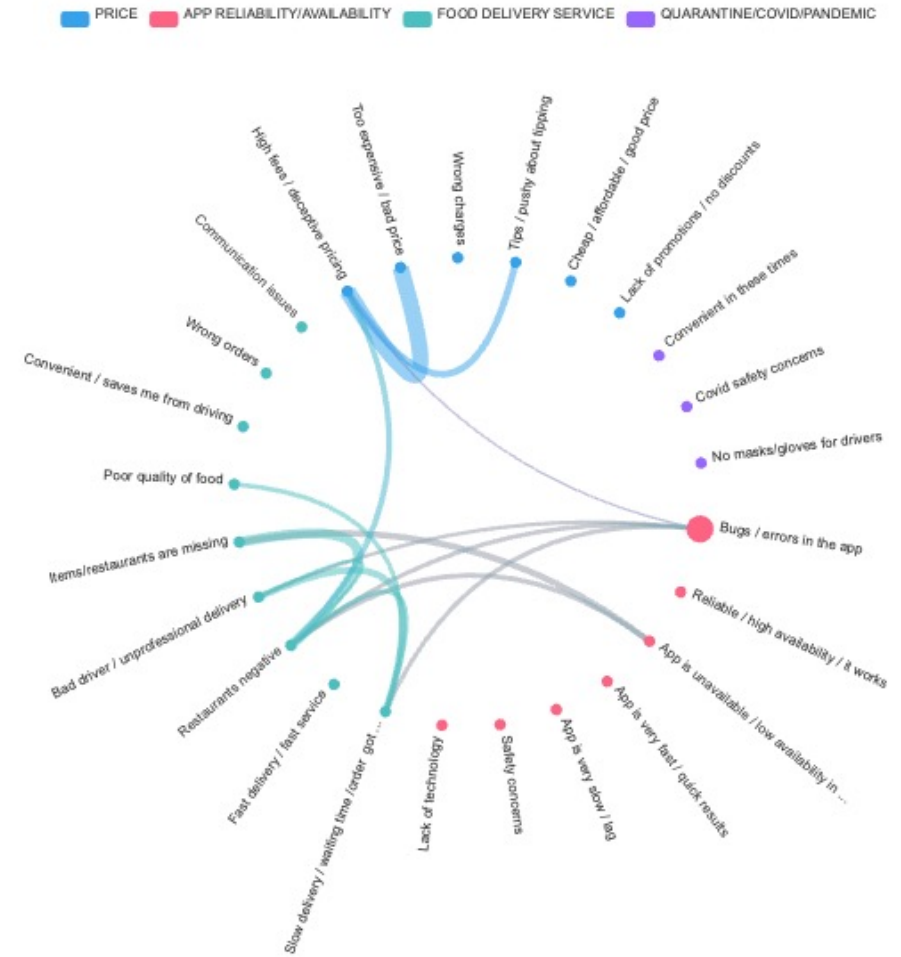 PRICE
APP RELIABILITY/AVAILABILITY
FOOD DELIVERY SERVICE
QUARANTINE/COVID/PANDEMIC
High fees / deceptive pricing
Too expensive / bad price
Wrong charges
Tips / pushy about tipping
Cheap / affordable / good price
Lack of promotions / no discounts
Convenient in these times
Covid safety concerns
No masks/gloves for drivers
Bugs / errors in the app
Reliable / high availability / it works
App is unavailable / low availability in ...
App is very fast / quick results
App is very slow / lag
Safety concerns
Lack of technology
Slow delivery / waiting time /order got ...
Fast delivery / fast service
Restaurants negative
Bad driver / unprofessional delivery
Items/restaurants are missing
Poor quality of food
Convenient / saves me from driving
Wrong orders
Communication issues